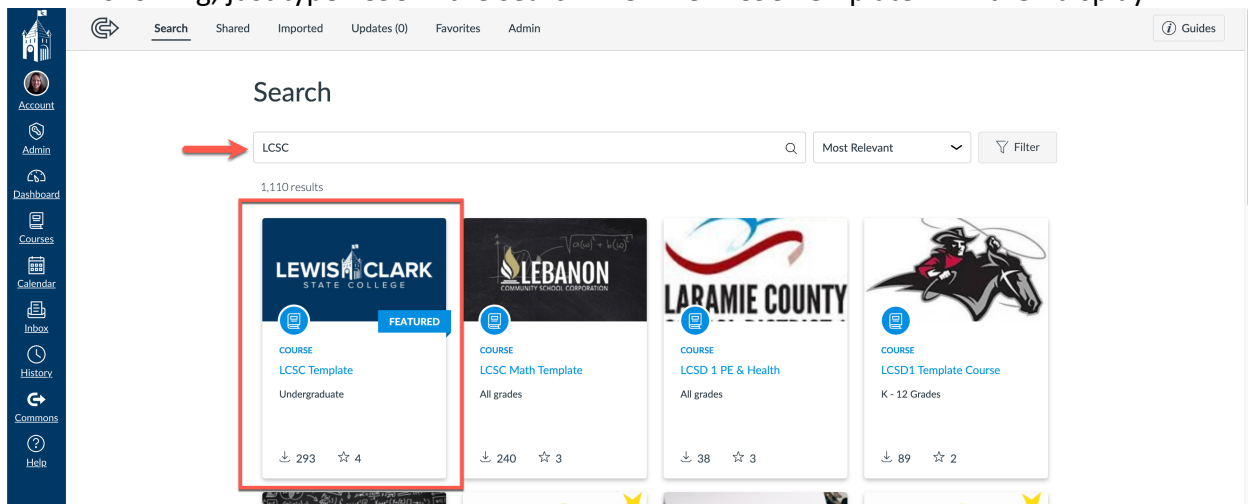 Search Shared Imported Updates (0) Favorites Admin
Guides
Account
Admin
Dashboard
Courses
Calendar
Inbox
History
Commons
Help
Search
LCSC
Most Relevant
Filter
1,110 results
LEWIS CLARK
STATE COLLEGE
FEATURED
COURSE
LCSC Template
Undergraduate
293 4
√a(ω)² + b(ω)²
LEBANON
COMMUNITY SCHOOL CORPORATION
COURSE
LCSC Math Template
All grades
240 3
LARAMIE COUNTY
COURSE
LCSD 1 PE & Health
All grades
38 3
COURSE
LCSD1 Template Course
K - 12 Grades
89 2